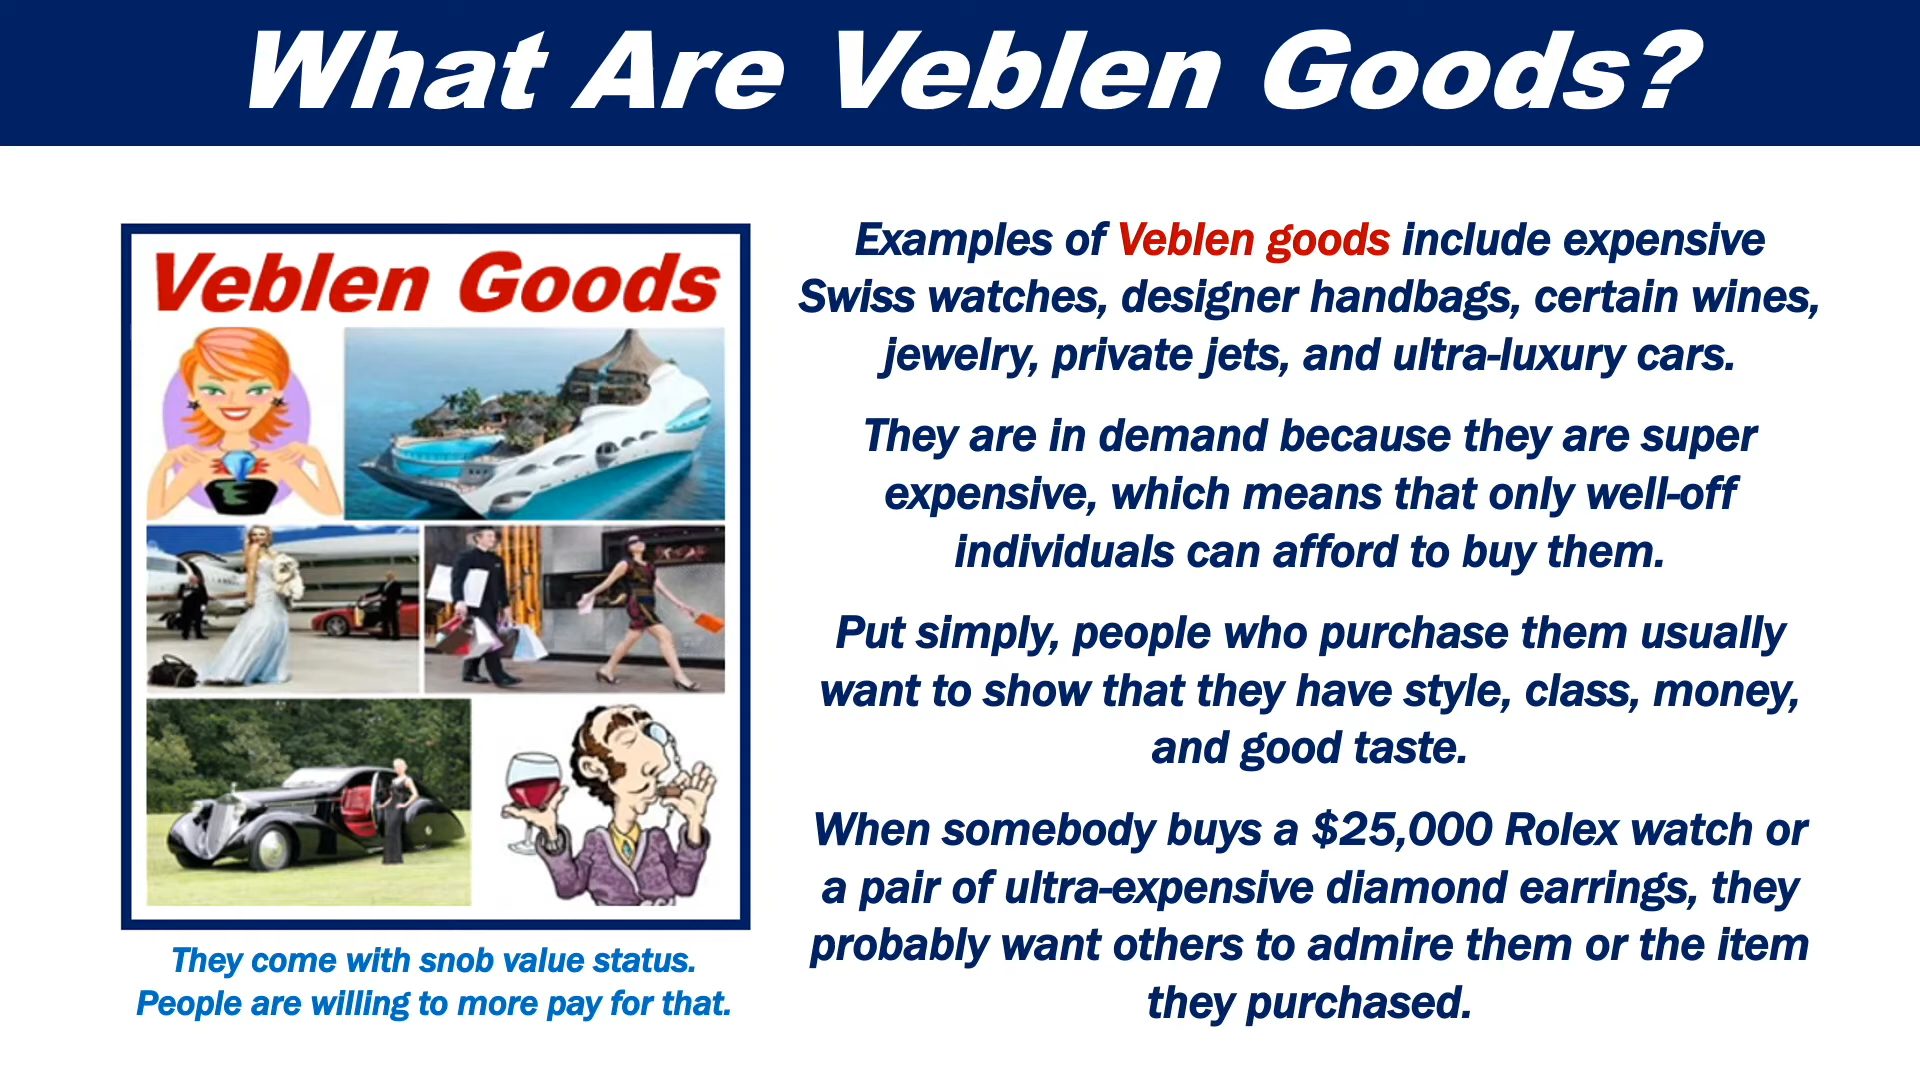 What Are Veblen Goods?
Veblen Goods
They come with snob value status.
People are willing to more pay for that.
Examples of Veblen goods include expensive
Swiss watches, designer handbags, certain wines,
jewelry, private jets, and ultra-luxury cars.
They are in demand because they are super
expensive, which means that only well-off
individuals can afford to buy them.
Put simply, people who purchase them usually
want to show that they have style, class, money,
and good taste.
When somebody buys a $25,000 Rolex watch or
a pair of ultra-expensive diamond earrings, they
probably want others to admire them or the item
they purchased.